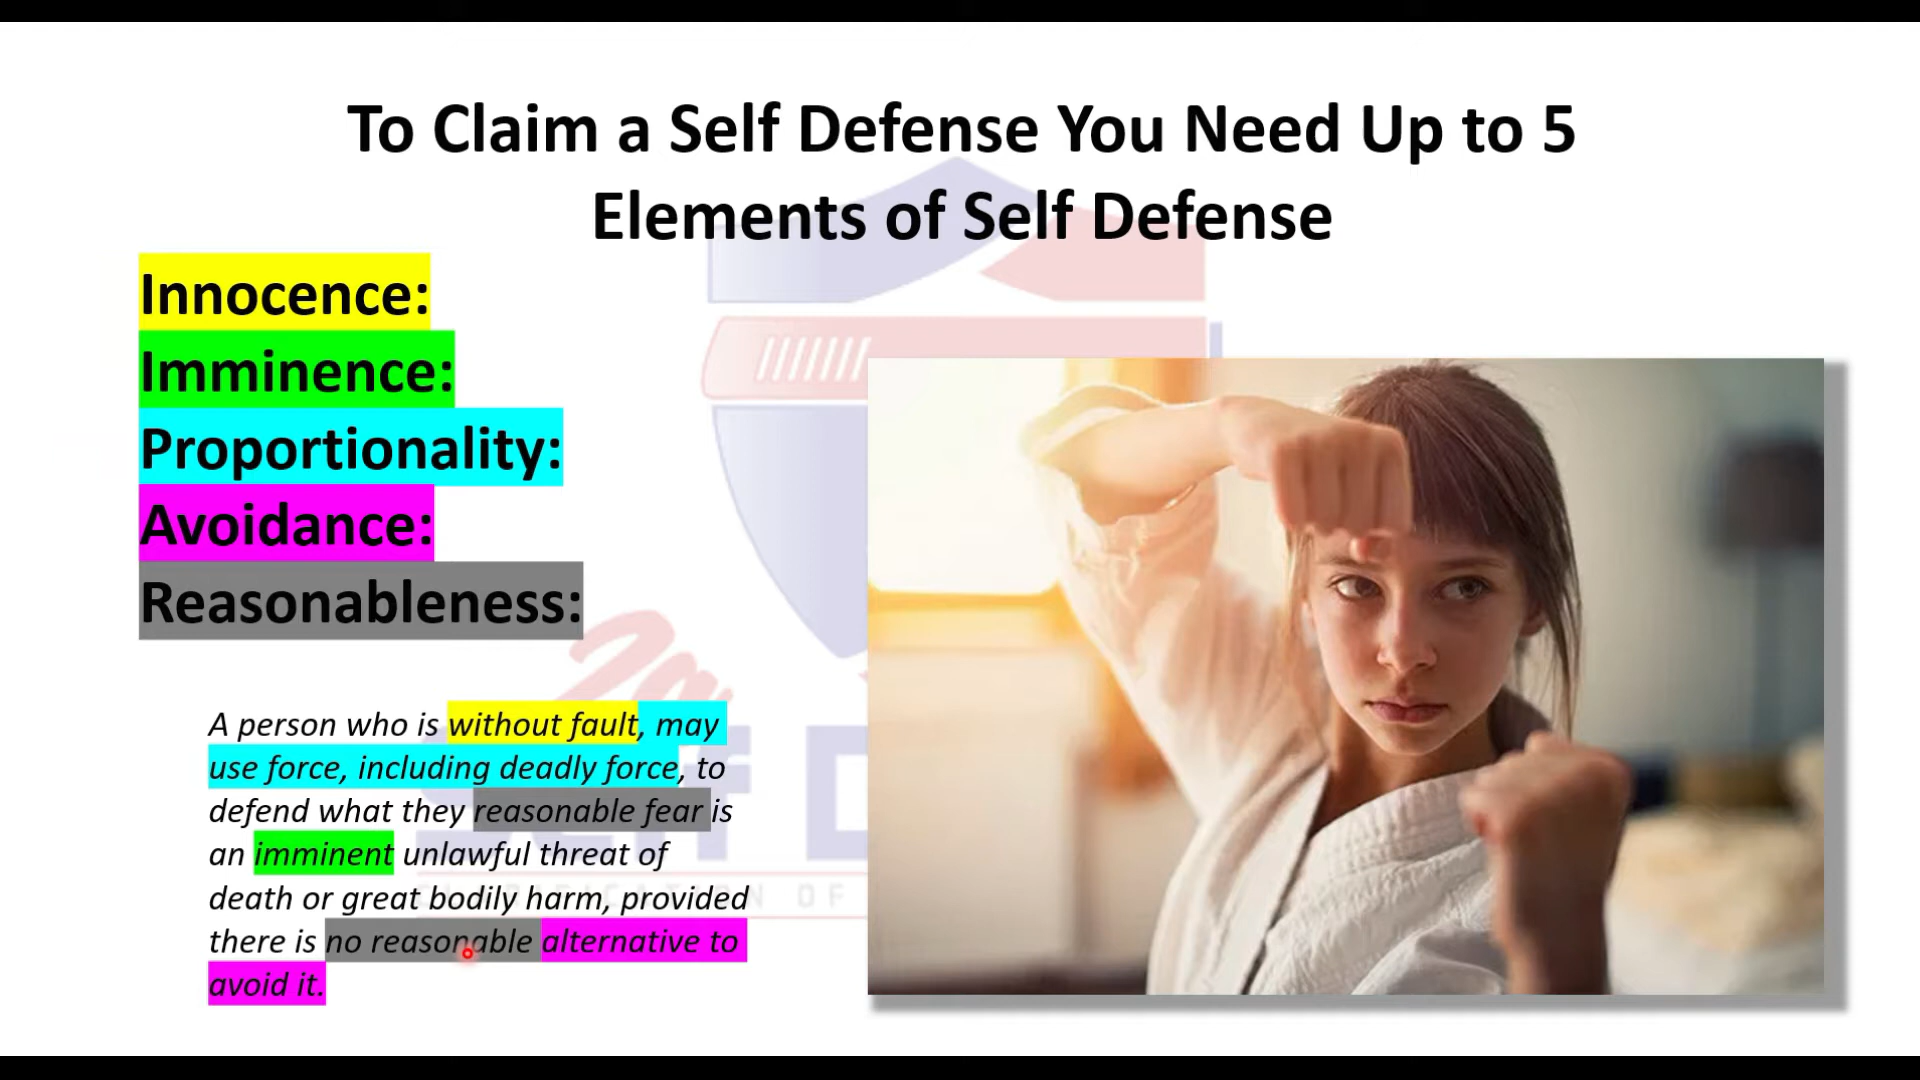 To Claim a Self Defense You Need Up to 5
Elements of Self Defense
Innocence:
Imminence:
Proportionality:
Avoidance:
Reasonableness:
A person who is without fault, may
use force, including deadly force, to
defend what they reasonable fear is
an imminent unlawful threat of
death or great bodily harm, provided
there is no reasonable alternative to
avoid it.